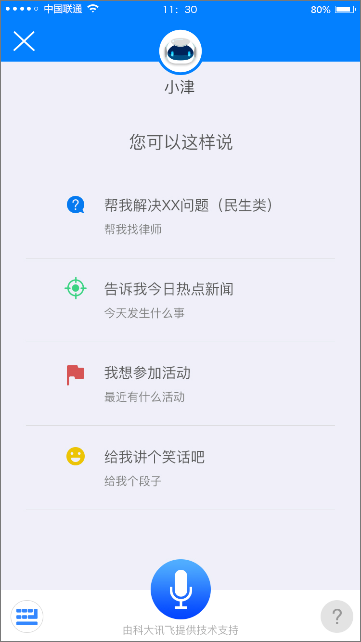 中国联通
11：30
80%
小津
您可以这样说
帮我解决XX问题（民生类）
帮我找律师
告诉我今日热点新闻
今天发生什么事
我想参加活动
最近有什么活动
给我讲个笑话吧
给我个段子
由科大讯飞提供技术支持
?